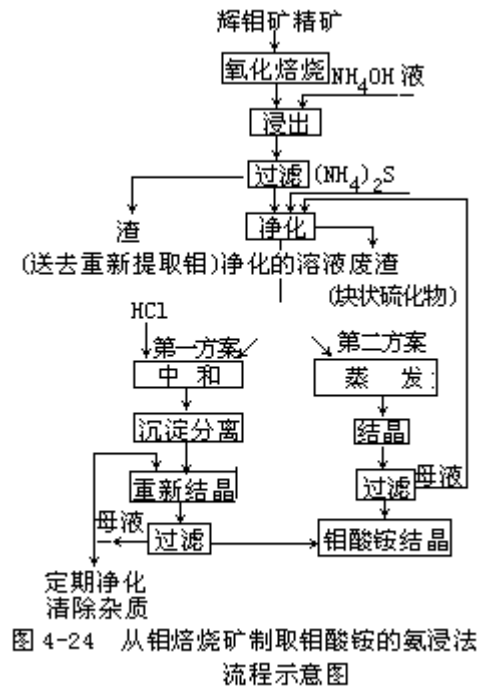 辉钼矿精矿
氧化焙烧 NH4OH 液
浸出
过滤 (NH4)2S
渣 净化
(送去重新提取钼)净化的溶液废渣
(块状硫化物)
HCl
第一方案 第二方案
中 和 蒸 发:
沉淀分离 结晶
重新结晶 过滤 母液
母液 过滤 钼酸铵结晶
定期净化
清除杂质
图 4-24 从钼焙烧矿制取钼酸铵的氨浸法
流程示意图